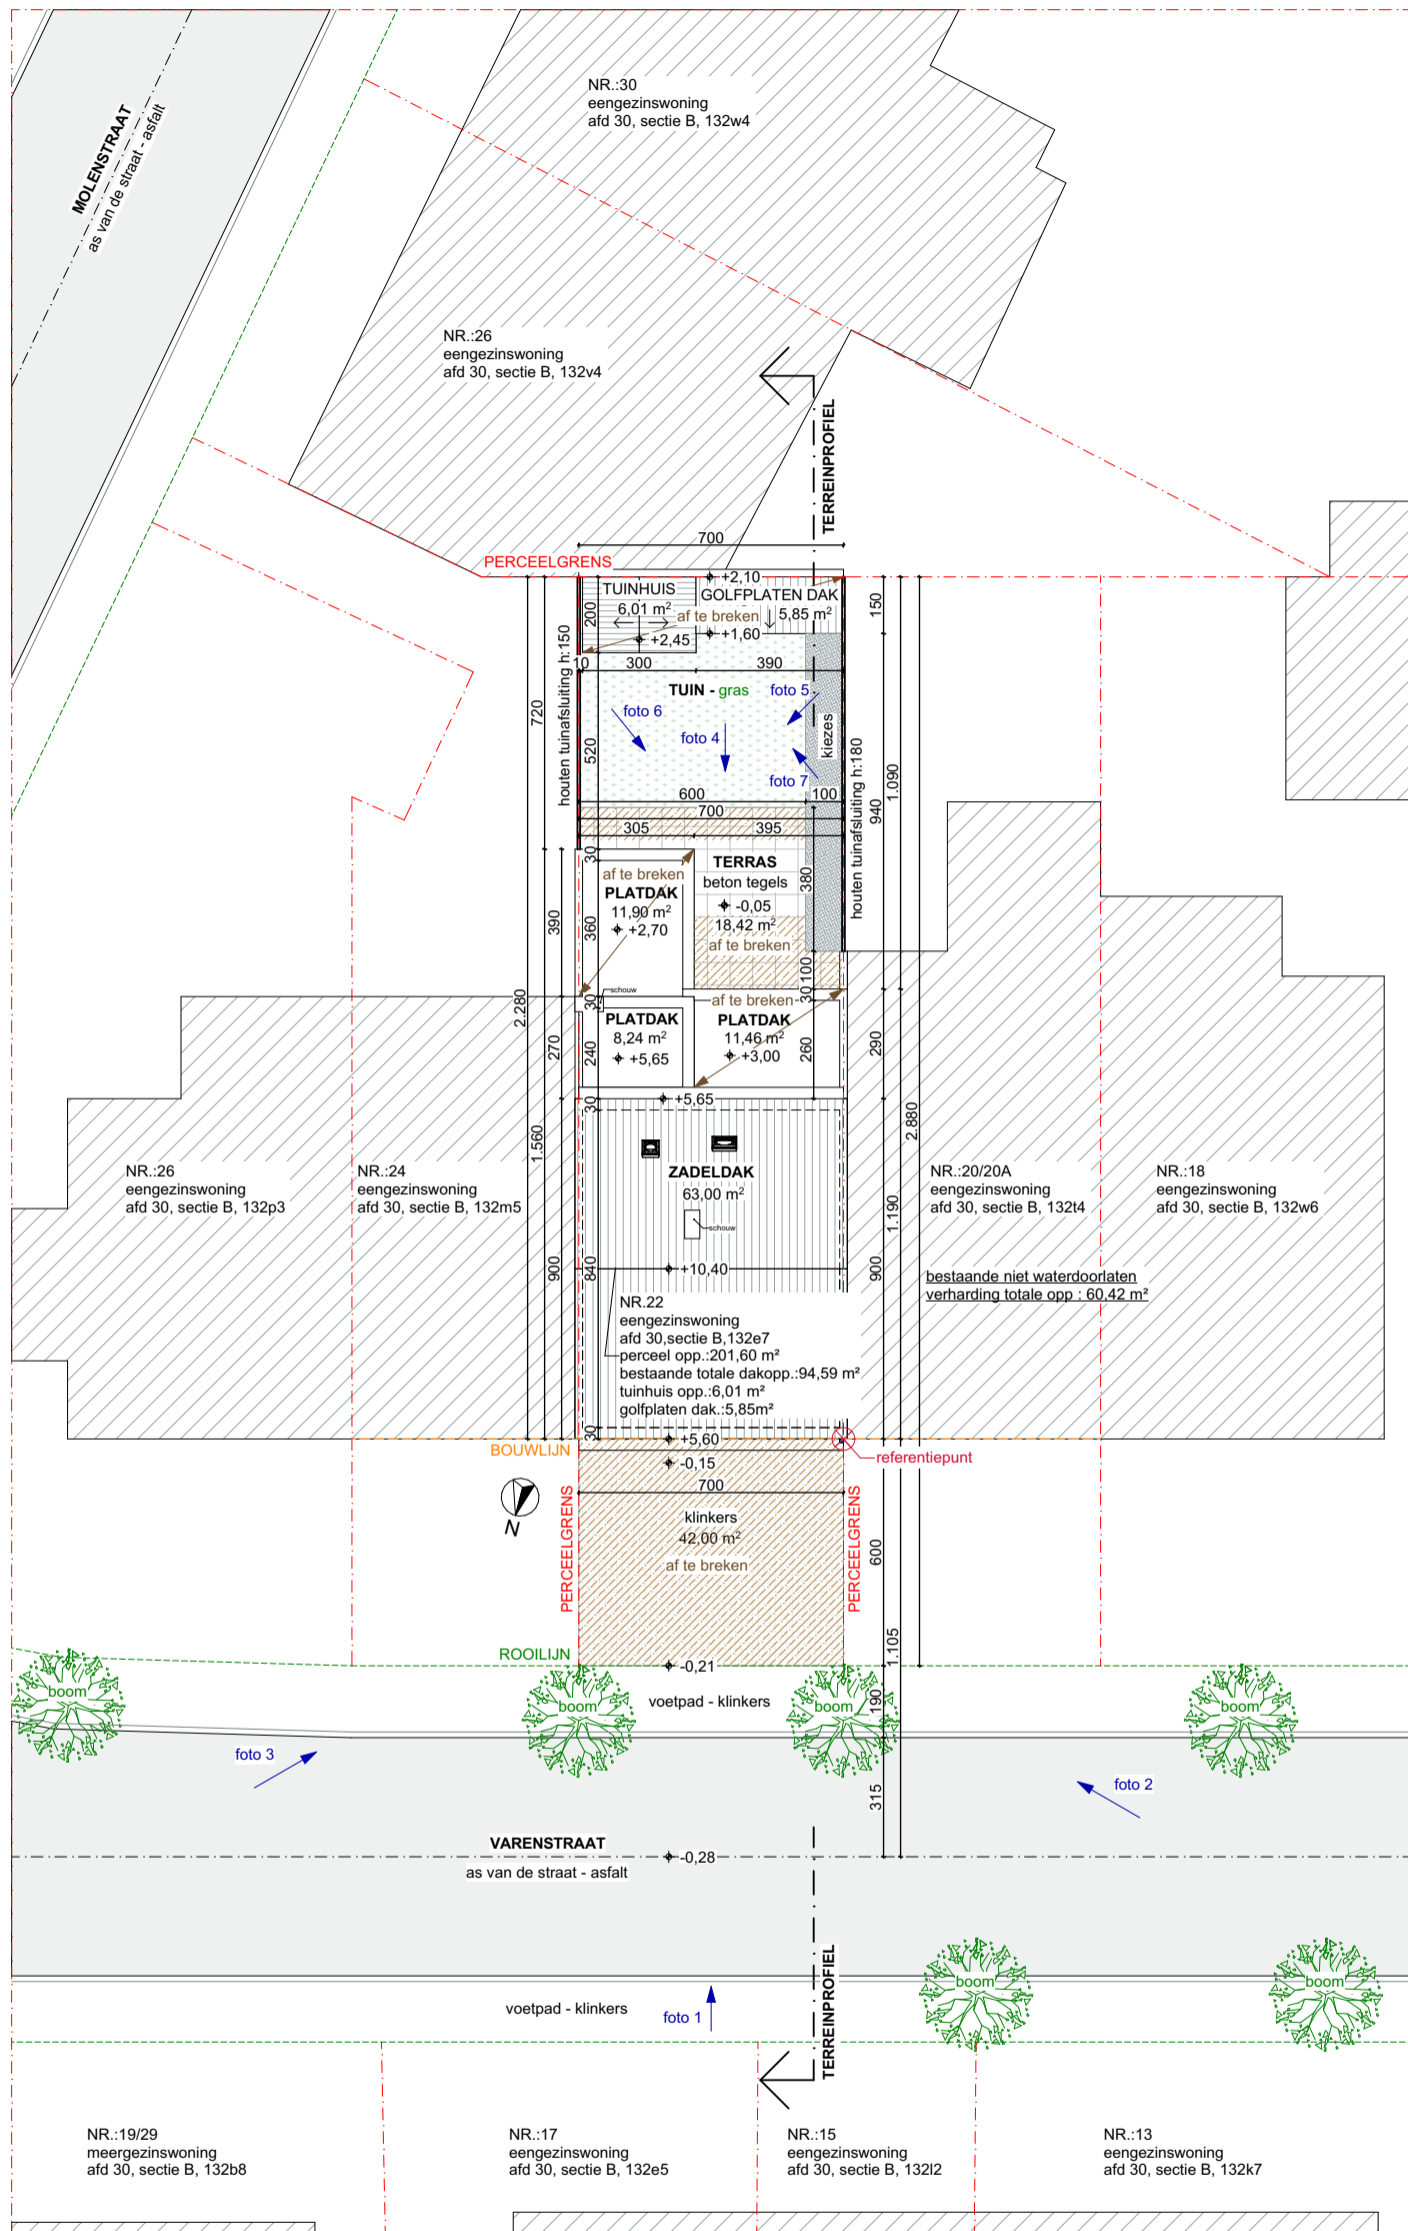 NR.:30
eengezinswoning
afd 30, sectie B, 132w4
MOLENSTRAAT
as van de straat - asfalt
NR.:26
eengezinswoning
afd 30, sectie B, 132v4
TERREINPROFIEL
700
PERCEELGRENS
+2,10
TUINHUIS
6,01 m²
+2,45
GOLFPLATEN DAK
5,85 m²
af te breken
+1,60
200
150
10
300
390
houten tuinafsluiting h:150
TUIN - gras
foto 5
foto 6
foto 4
foto 7
kiezes
720
520
600
100
700
305
395
940
1.090
houten tuinafsluiting h:180
30
af te breken
PLATDAK
11,90 m²
+2,70
TERRAS
beton tegels
-0,05
18,42 m²
af te breken
380
390
360
100
30
schouw
30
af te breken
PLATDAK
8,24 m²
+5,65
PLATDAK
11,46 m²
+3,00
2.280
270
240
260
290
30
+5,65
1.560
2.880
NR.:26
eengezinswoning
afd 30, sectie B, 132p3
NR.:24
eengezinswoning
afd 30, sectie B, 132m5
ZADELDAK
63,00 m²
schouw
NR.:20/20A
eengezinswoning
afd 30, sectie B, 132t4
NR.:18
eengezinswoning
afd 30, sectie B, 132w6
1.190
900
840
+10,40
900
bestaande niet waterdoorlaten
verharding totale opp : 60,42 m²
NR.22
eengezinswoning
afd 30,sectie B,132e7
perceel opp.:201,60 m²
bestaande totale dakopp.:94,59 m²
tuinhuis opp.:6,01 m²
golfplaten dak.:5,85m²
30
+5,60
BOUWLIJN
-0,15
referentiepunt
700
N
PERCEELGRENS
klinkers
42,00 m²
af te breken
PERCEELGRENS
600
ROOILIJN
-0,21
1.105
boom
boom
voetpad - klinkers
boom
190
boom
foto 3
foto 2
315
VARENSTRAAT
as van de straat - asfalt
-0,28
TERREINPROFIEL
boom
boom
voetpad - klinkers
foto 1
NR.:19/29
meergezinswoning
afd 30, sectie B, 132b8
NR.:17
eengezinswoning
afd 30, sectie B, 132e5
NR.:15
eengezinswoning
afd 30, sectie B, 132l2
NR.:13
eengezinswoning
afd 30, sectie B, 132k7